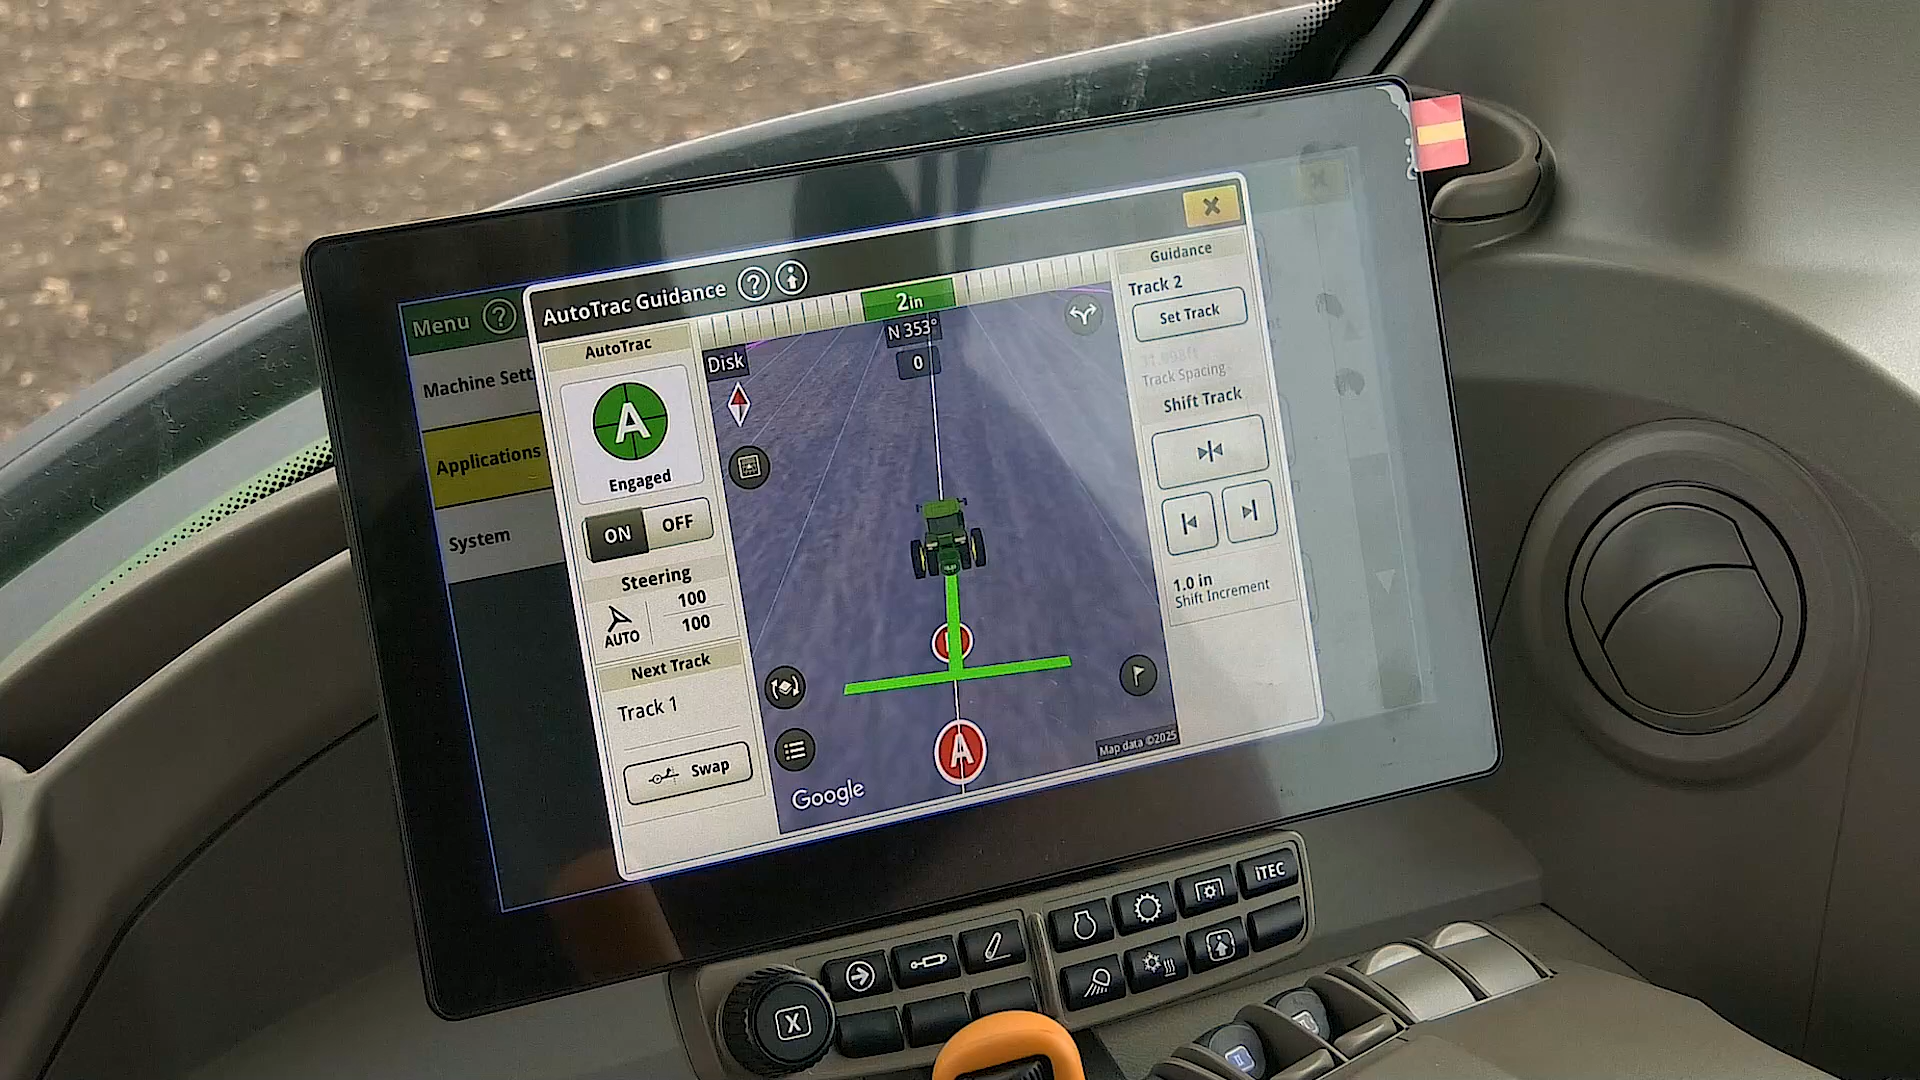 Menu
Machine Sett
Applications
System
AutoTrac Guidance
AutoTrac
A
Engaged
ON OFF
Steering
AUTO
100
100
Next Track
Track 1
Swap
2in
N 353°
0
Disk
A
Google
Map data ©2025
Guidance
Track 2
Set Track
Track Spacing
Shift Track
1.0 in
Shift Increment
X
iTEC